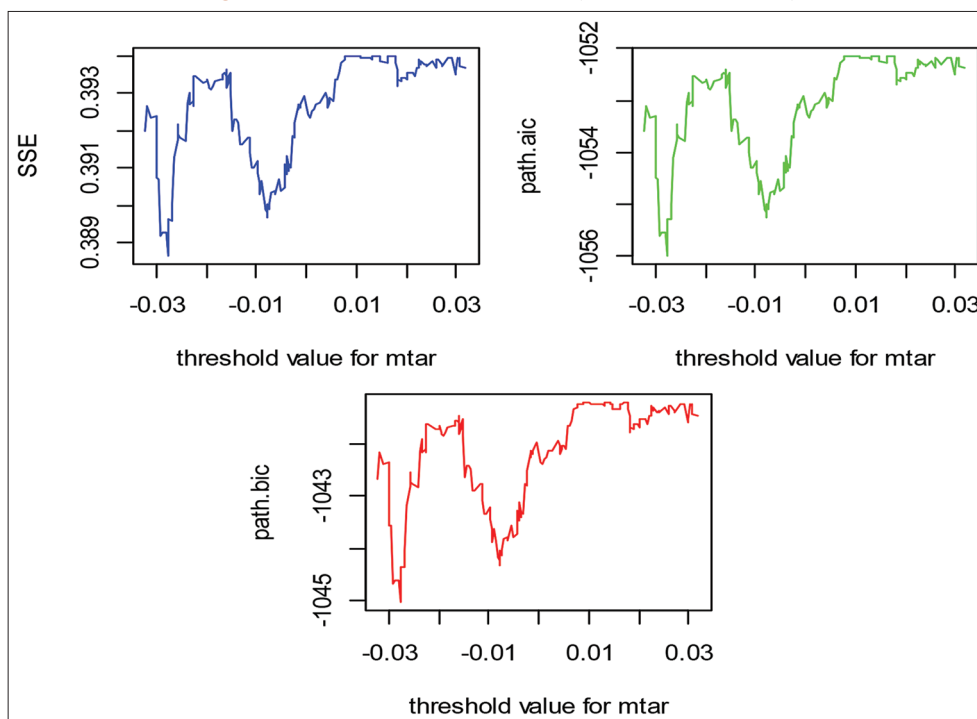 SSE
0.393
0.391
0.389
-0.03 -0.01 0.01 0.03
threshold value for mtar
path.aic
-1052
-1054
-1056
-0.03 -0.01 0.01 0.03
threshold value for mtar
path.bic
-1043
-1045
-0.03 -0.01 0.01 0.03
threshold value for mtar